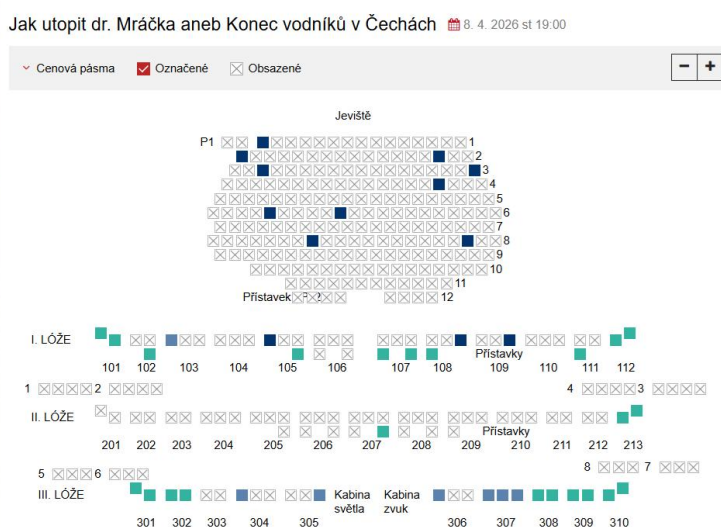 Jak utopit dr. Mráčka aneb Konec vodníků v Čechách 8. 4. 2026 st 19:00
Cenová pásma Označené Obsazené − +
Jeviště
P1 1
2
3
4
5
6
7
8
9
10
11
Přístavek 12
I. LÓŽE
Přístavky
101 102 103 104 105 106 107 108 109 110 111 112
1 2 4 3
II. LÓŽE
Přístavky
201 202 203 204 205 206 207 208 209 210 211 212 213
5 6 8 7
III. LÓŽE Kabina Kabina
světla zvuk
301 302 303 304 305 306 307 308 309 310